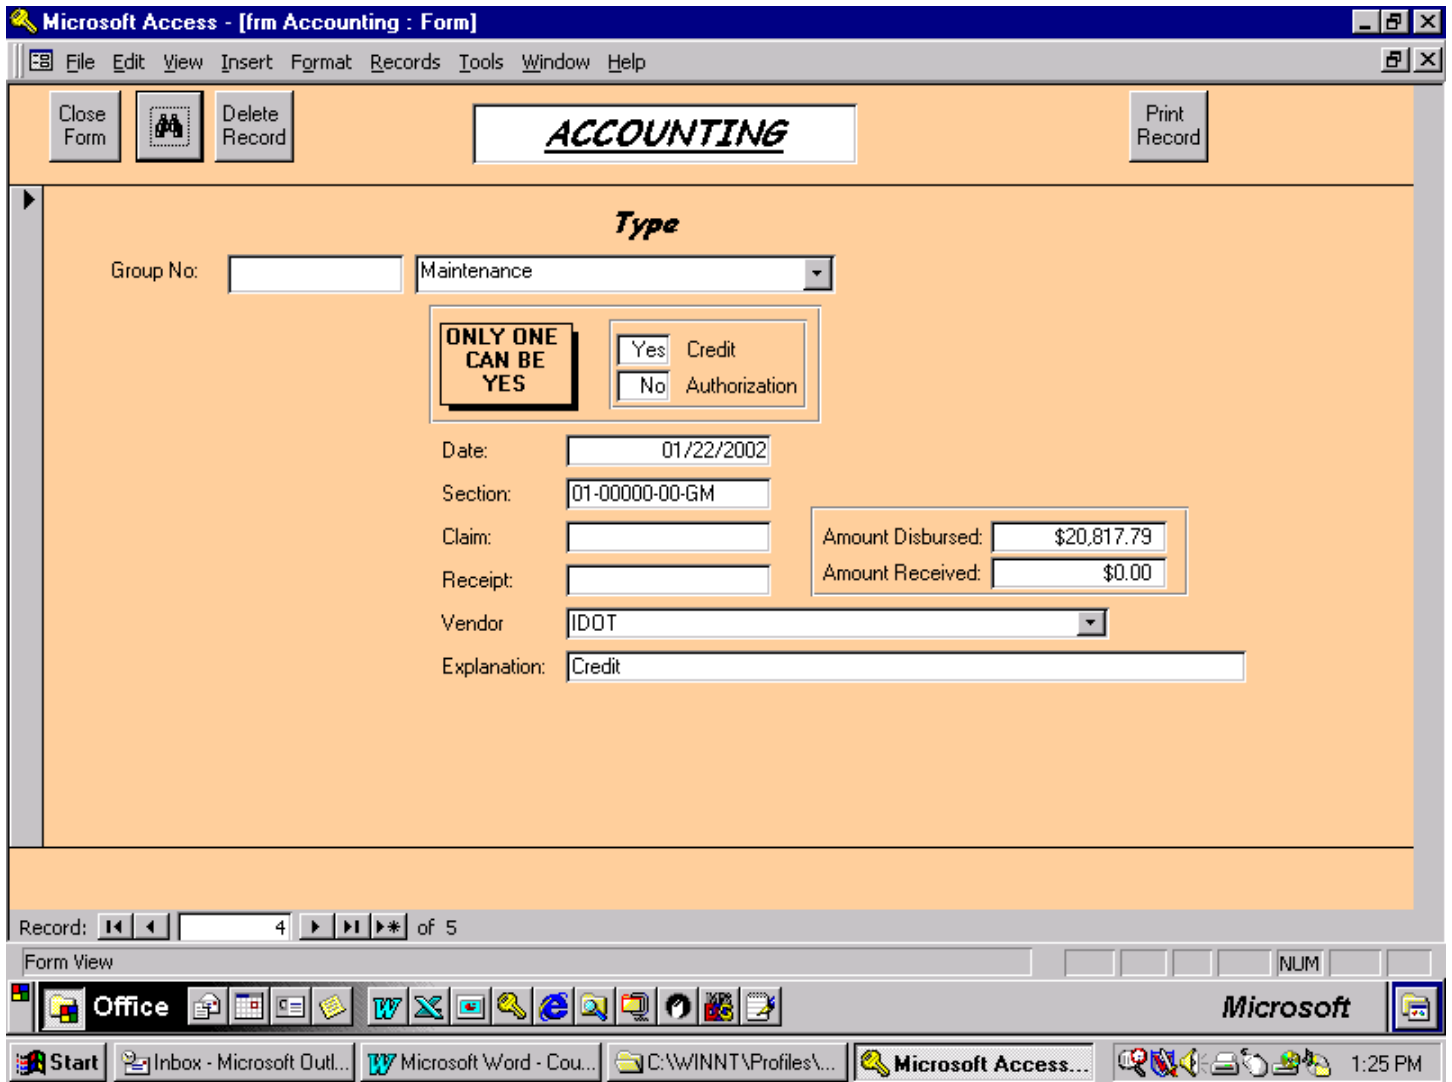 Microsoft Access - [frm Accounting : Form]
File Edit View Insert Format Records Tools Window Help
Close Form
Delete Record
ACCOUNTING
Print Record
Type
Group No:
Maintenance
ONLY ONE
CAN BE
YES
Yes Credit
No Authorization
Date: 01/22/2002
Section: 01-00000-00-GM
Claim:
Amount Disbursed: $20,817.79
Receipt:
Amount Received: $0.00
Vendor IDOT
Explanation: Credit
Record: 4 of 5
Form View NUM
Office Microsoft
Start Inbox - Microsoft Outl... Microsoft Word - Cou... C:\WINNT\Profiles\... Microsoft Access... 1:25 PM